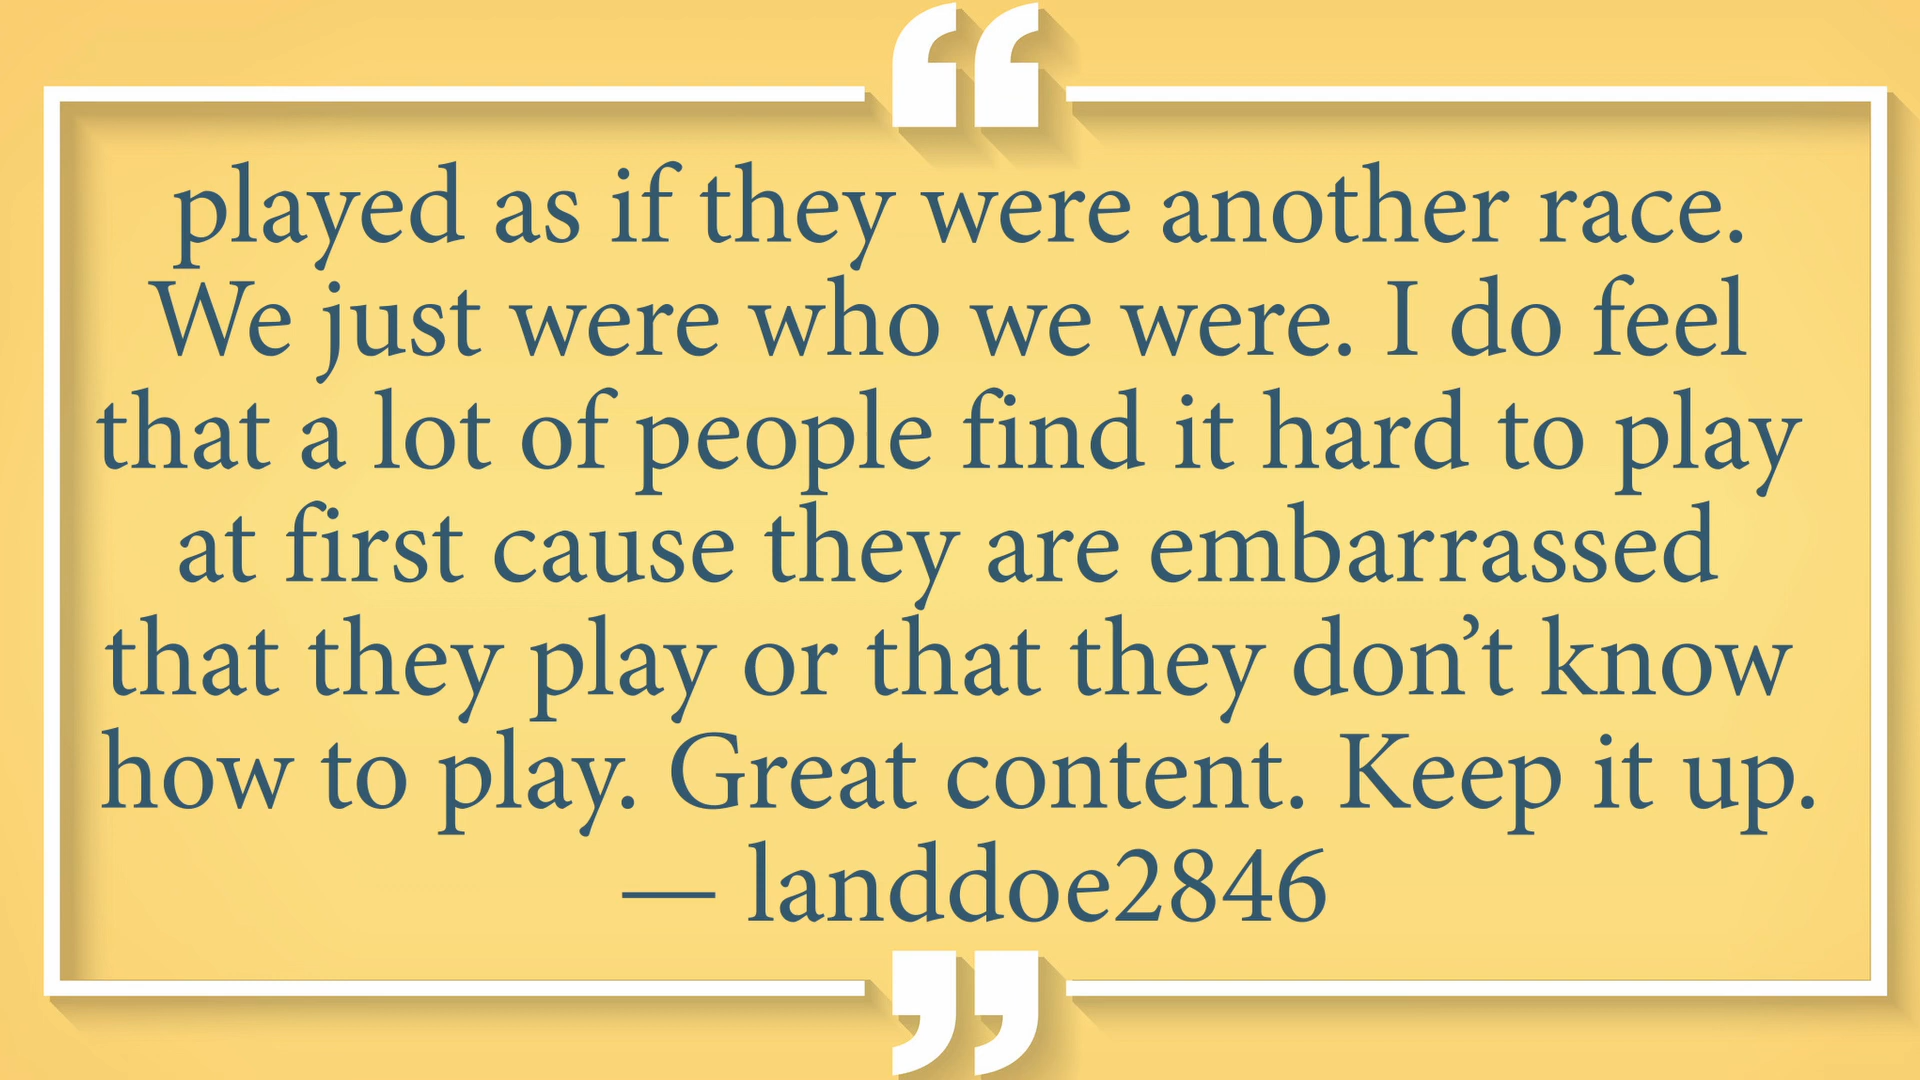 played as if they were another race.
We just were who we were. I do feel
that a lot of people find it hard to play
at first cause they are embarrassed
that they play or that they don’t know
how to play. Great content. Keep it up.
— landdoe2846